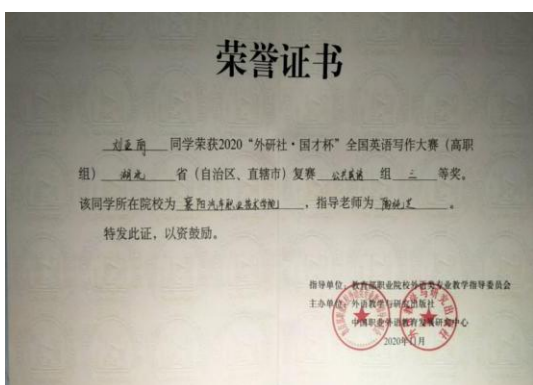 荣誉证书
刘亚雨 同学荣获2020“外研社·国才杯”全国英语写作大赛（高职
组） 湖北 省（自治区、直辖市）复赛 公共英语 组 三 等奖。
该同学所在院校为 襄阳汽车职业技术学院 ，指导老师为 。
特发此证，以资鼓励。
指导单位：教育部职业院校外语类专业教学指导委员会
主办单位：外语教学与研究出版社
中国职业外语教育发展研究中心
2020年11月